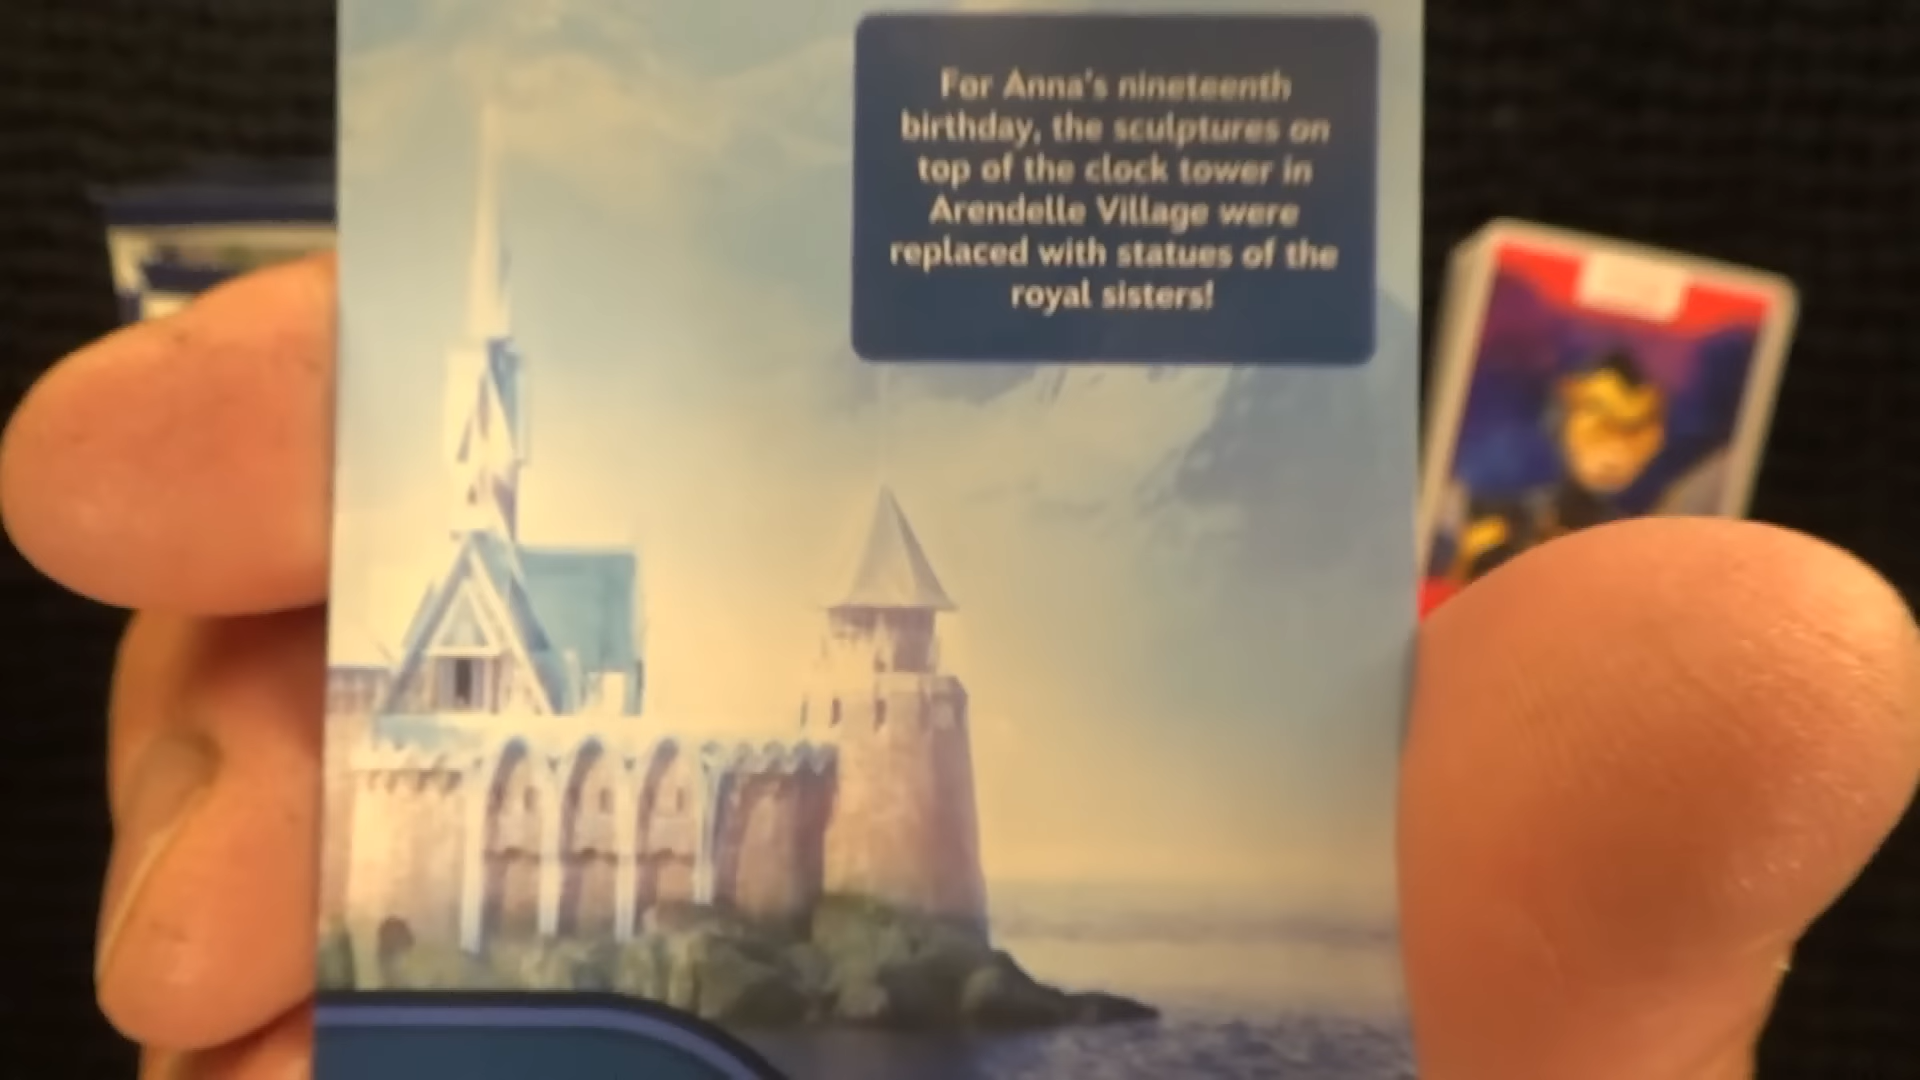 For Anna's nineteenth
birthday, the sculptures on
top of the clock tower in
Arendelle Village were
replaced with statues of the
royal sisters!